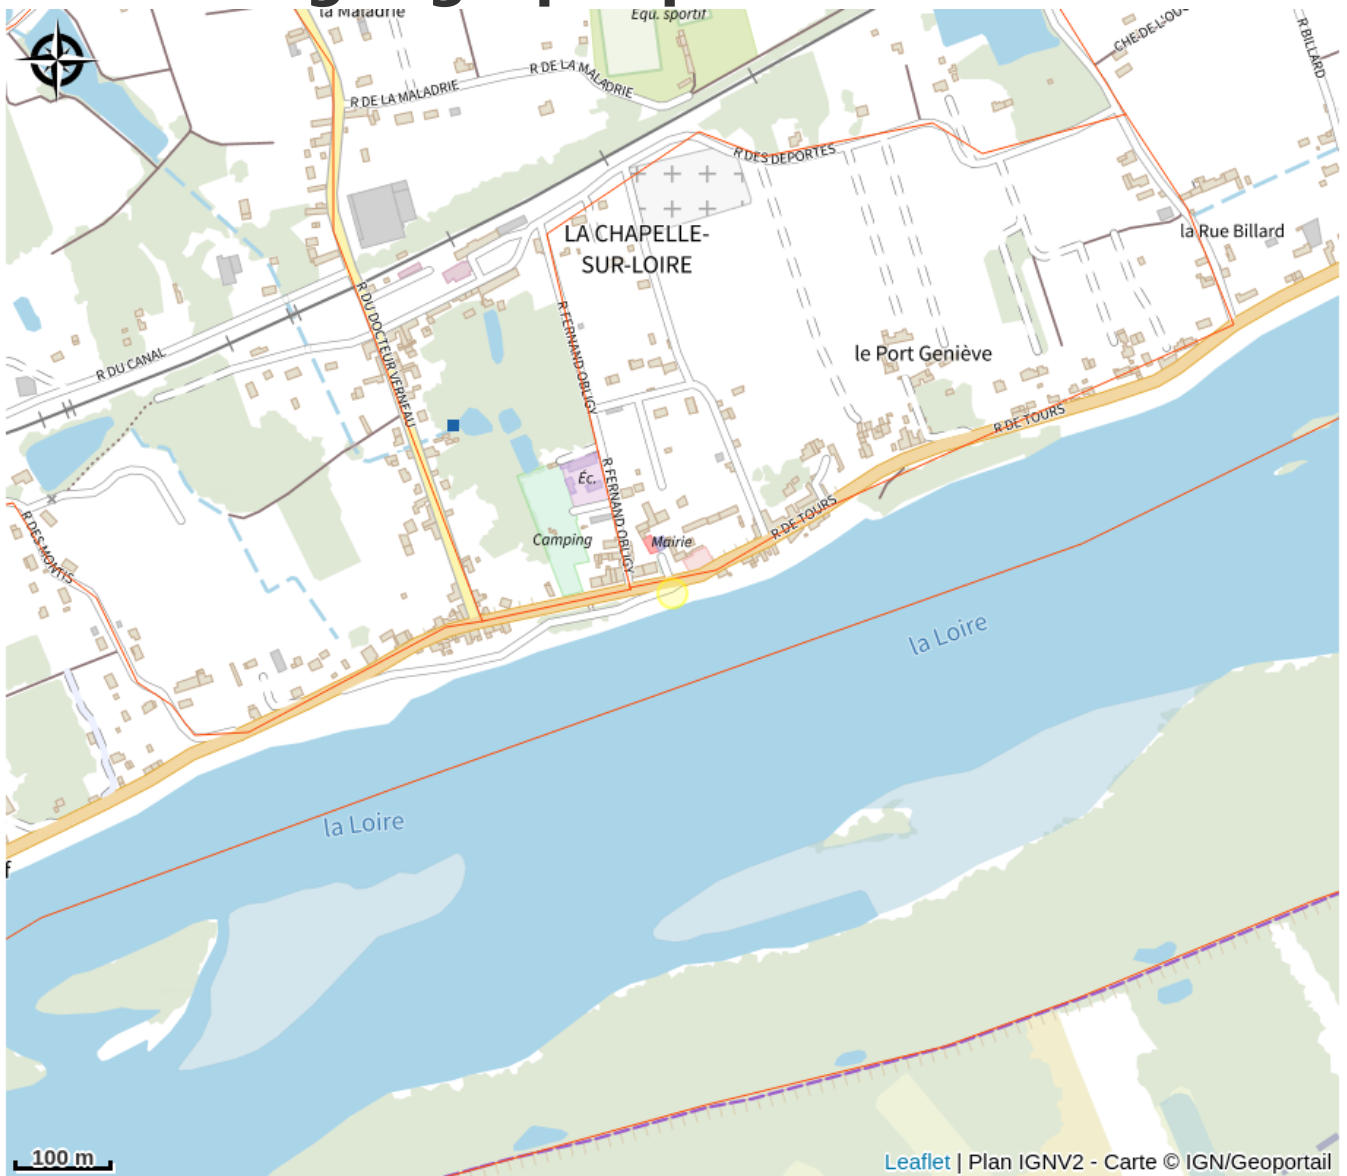 la Maladrie
Equ. sportif
CHE-DE-L'OU
R BILLARD
R DE LA MALADRIE
R DE LA MALADRIE
R DES DEPORTES
LA CHAPELLE-
SUR-LOIRE
la Rue Billard
R DU DOCTEUR VERNEAU
R FERNAND OBLIGY
R DU CANAL
le Port Geniève
R DE TOURS
Éc.
R FERNAND OBLIGY
R DES MONTIS
Camping
Mairie
R DE TOURS
la Loire
la Loire
f
100 m
Leaflet | Plan IGNV2 - Carte © IGN/Geoportail